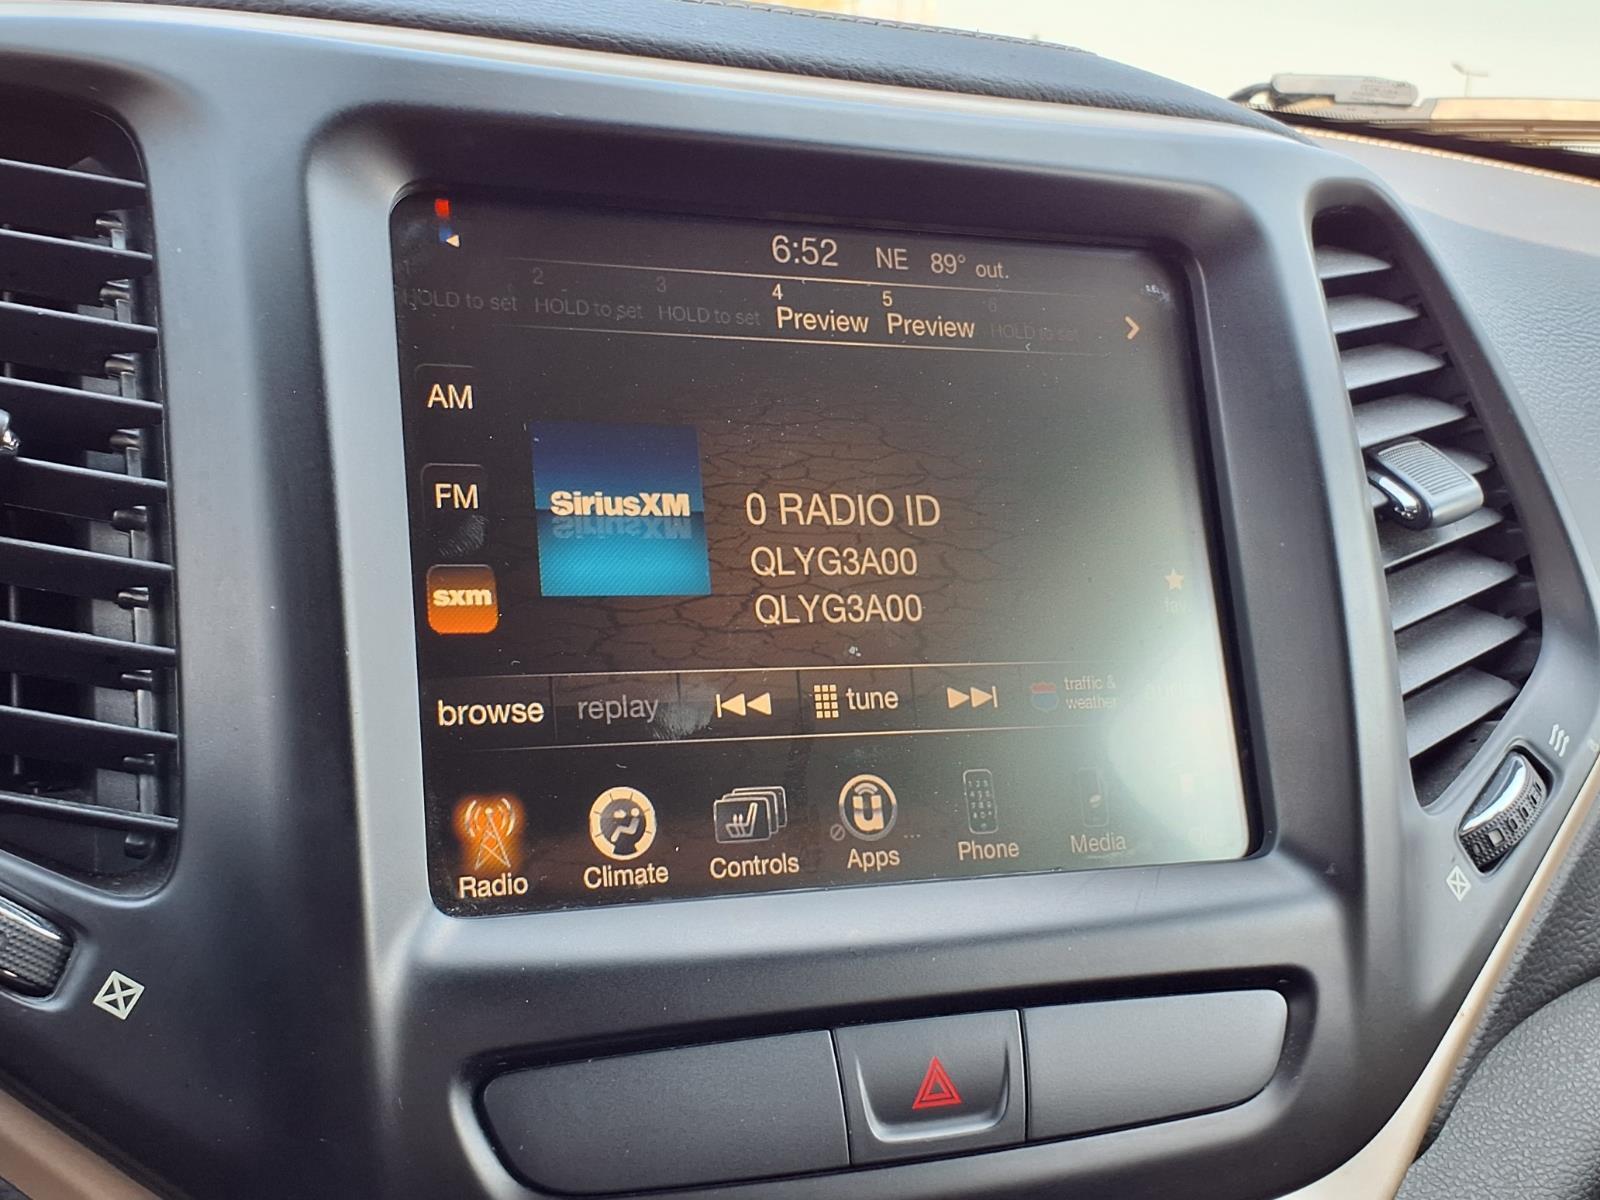 6:52 NE 89° out.
2 3 4 5 6
HOLD to set HOLD to set HOLD to set Preview Preview HOLD to set
AM
FM
sxm
SiriusXM
0 RADIO ID
QLYG3A00
QLYG3A00
fav
browse replay tune traffic & weather
Radio Climate Controls Apps Phone Media